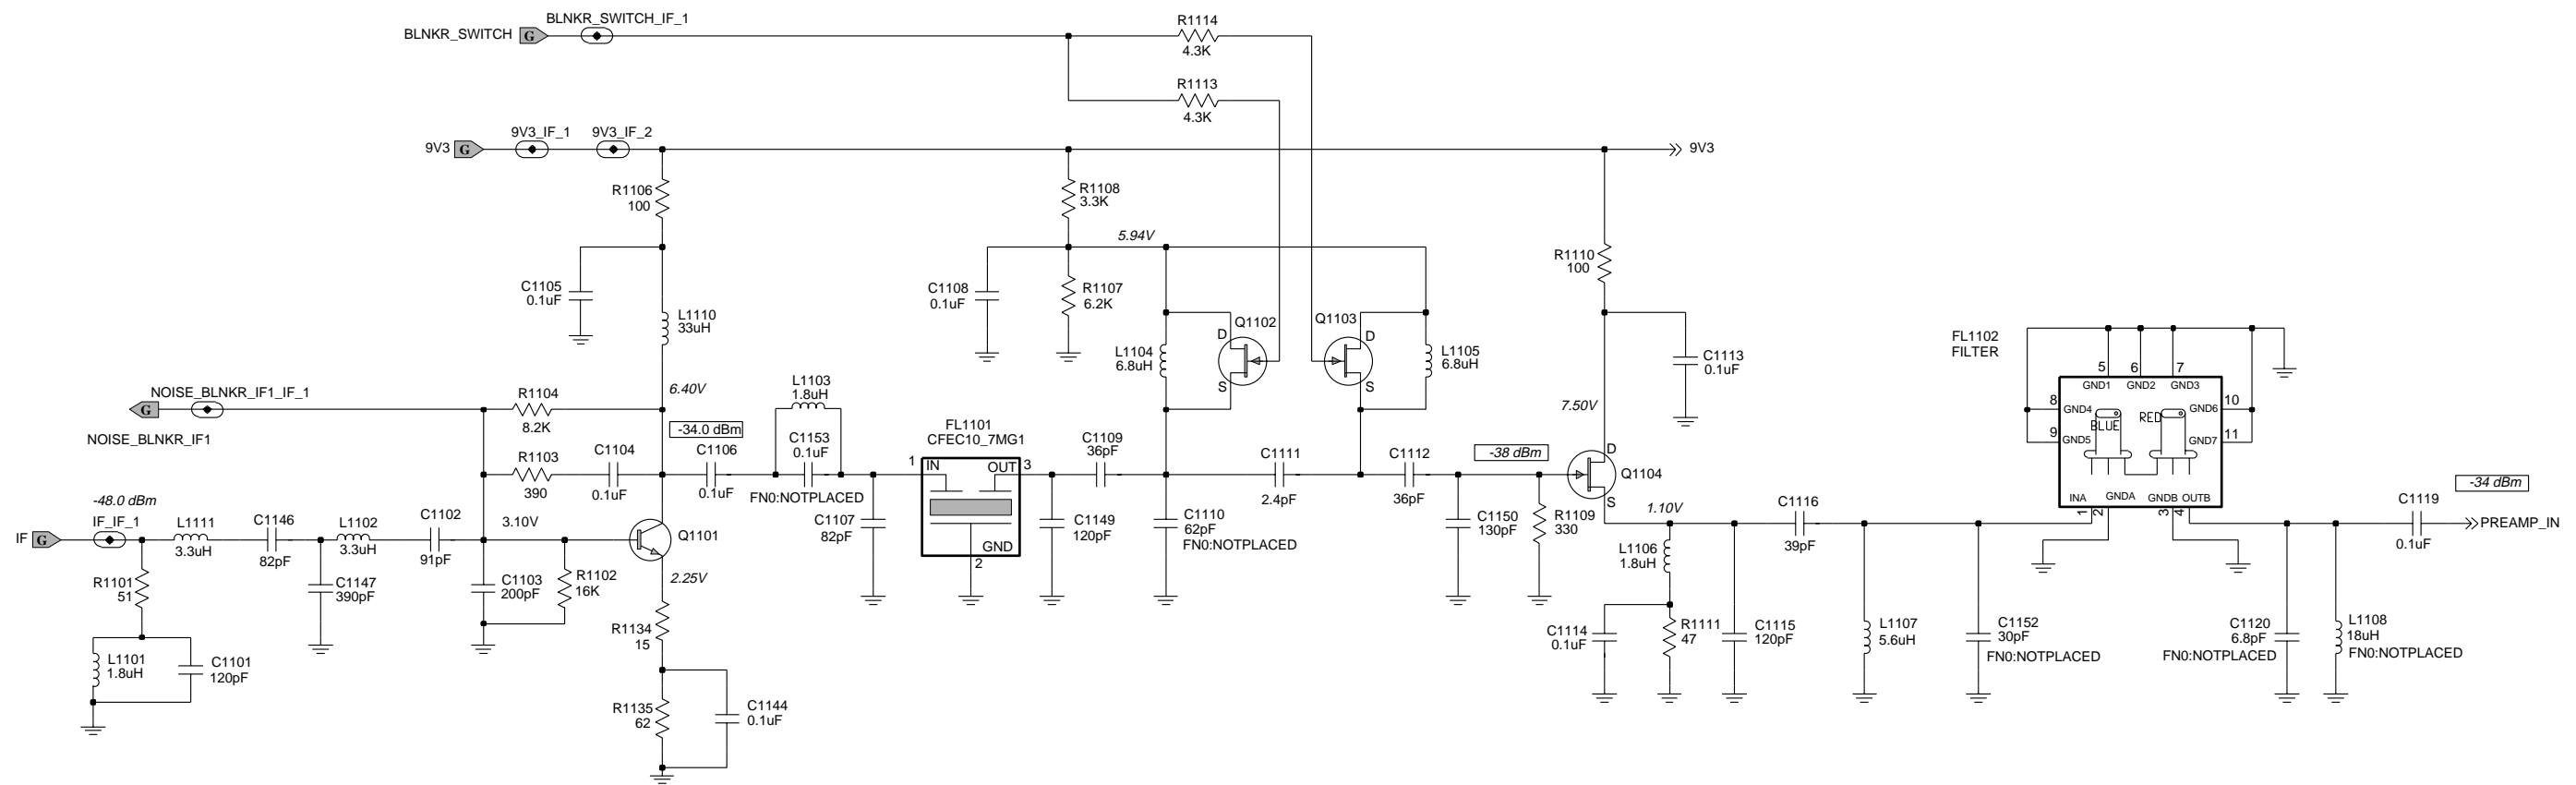 BLNKR_SWITCH
G
BLNKR_SWITCH_IF_1
R1114
4.3K
R1113
4.3K
9V3
G
9V3_IF_1
9V3_IF_2
9V3
R1106
100
C1105
0.1uF
L1110
33uH
6.40V
R1108
3.3K
5.94V
C1108
0.1uF
R1107
6.2K
L1104
6.8uH
D
Q1102
S
Q1103
D
S
L1105
6.8uH
R1110
100
C1113
0.1uF
7.50V
NOISE_BLNKR_IF1_IF_1
G
NOISE_BLNKR_IF1
R1104
8.2K
R1103
390
C1104
0.1uF
-34.0 dBm
C1106
0.1uF
L1103
1.8uH
C1153
0.1uF
FN0:NOTPLACED
C1107
82pF
FL1101
CFEC10_7MG1
1
IN
OUT
3
GND
2
C1109
36pF
C1149
120pF
C1110
62pF
FN0:NOTPLACED
C1111
2.4pF
C1112
36pF
-38 dBm
C1150
130pF
R1109
330
D
Q1104
S
1.10V
L1106
1.8uH
C1114
0.1uF
R1111
47
C1115
120pF
C1116
39pF
L1107
5.6uH
C1152
30pF
FN0:NOTPLACED
FL1102
FILTER
5
6
7
GND1
GND2
GND3
8
GND4
9
GND5
BLUE
RED
GND6
10
GND7
11
INA
GNDA
GNDB
OUTB
1
2
3
4
C1120
6.8pF
FN0:NOTPLACED
L1108
18uH
FN0:NOTPLACED
-34 dBm
C1119
0.1uF
PREAMP_IN
-48.0 dBm
IF
G
IF_IF_1
R1101
51
L1101
1.8uH
C1101
120pF
L1111
3.3uH
C1146
82pF
L1102
3.3uH
C1147
390pF
C1102
91pF
3.10V
C1103
200pF
R1102
16K
Q1101
2.25V
R1134
15
R1135
62
C1144
0.1uF